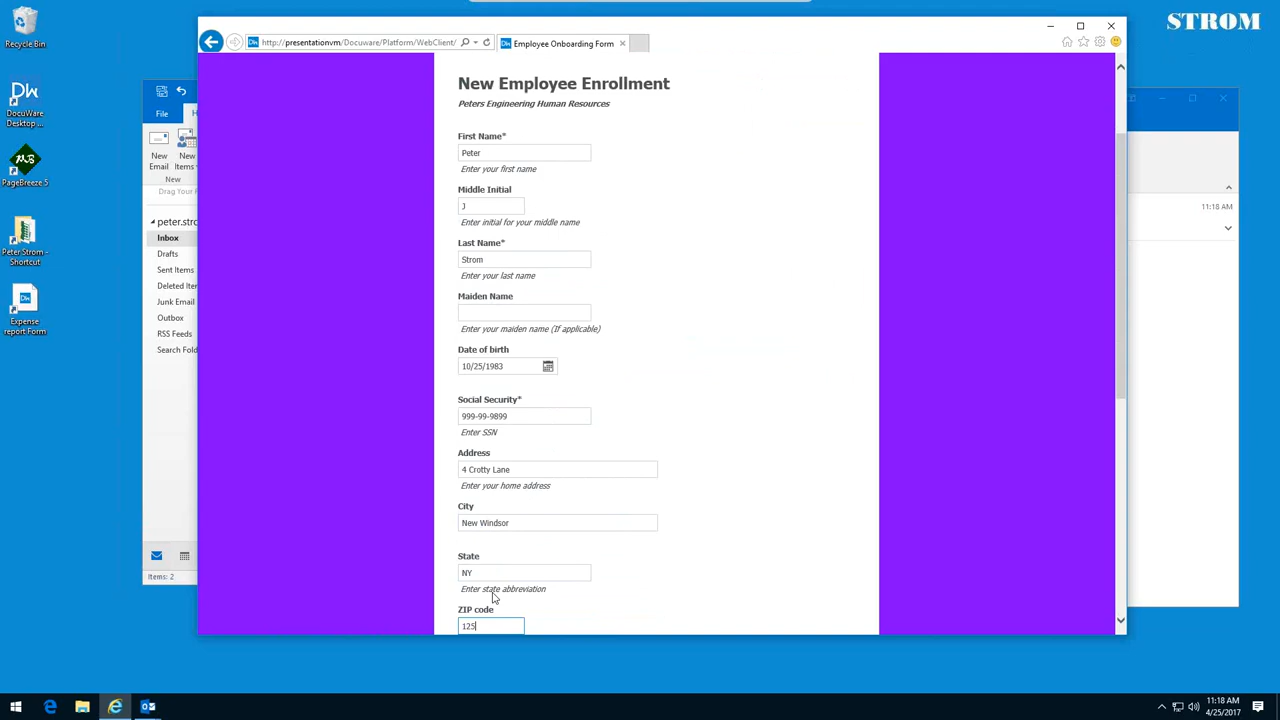 Recycle Bin
STROM
http://presentationvm/Docuware/Platform/WebClient/
Employee Onboarding Form
DocuWare
Desktop ...
PageBreeze 5
Peter Strom -
Shortcut
Expense
report Form
File
New
Email
New
Items
New
Drag Your
peter.stro
Inbox
Drafts
Sent Items
Deleted Iter
Junk Email
Outbox
RSS Feeds
Search Fold
Items: 2
New Employee Enrollment
Peters Engineering Human Resources
First Name*
Peter
Enter your first name
Middle Initial
J
Enter initial for your middle name
Last Name*
Strom
Enter your last name
Maiden Name
Enter your maiden name (If applicable)
Date of birth
10/25/1983
Social Security*
999-99-9899
Enter SSN
Address
4 Crotty Lane
Enter your home address
City
New Windsor
State
NY
Enter state abbreviation
ZIP code
125
11:18 AM
11:18 AM
4/25/2017